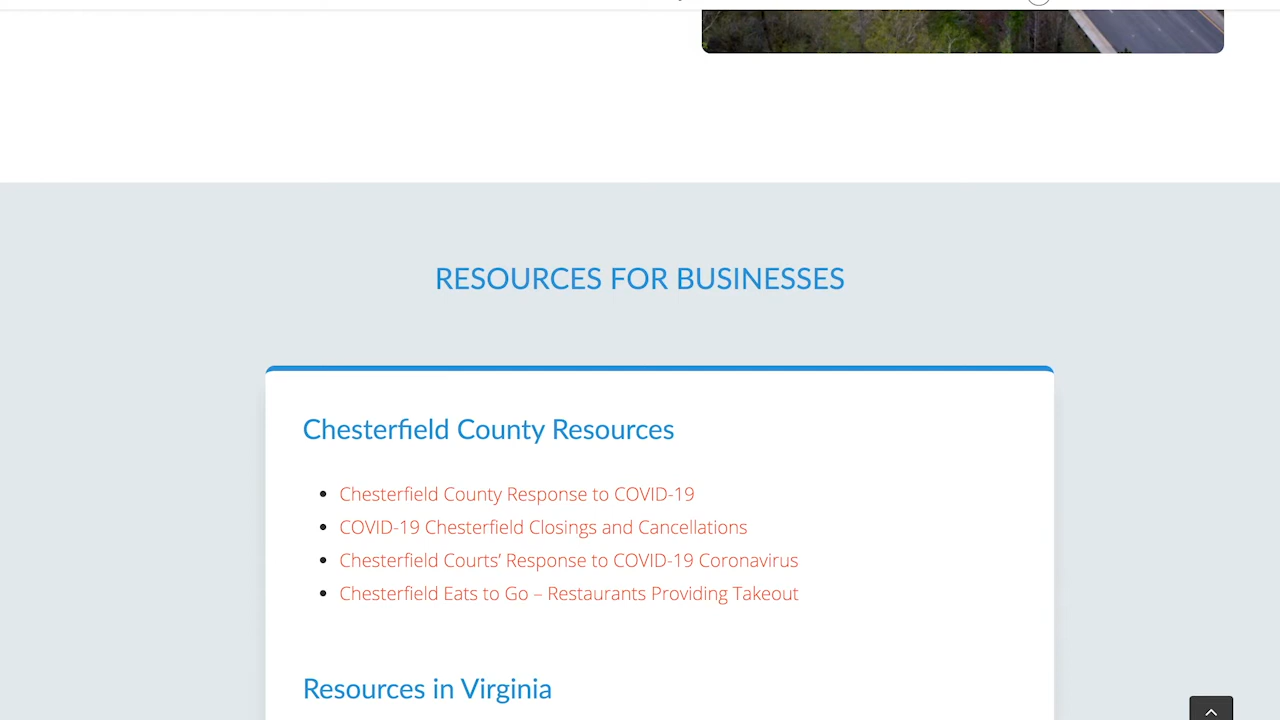 RESOURCES FOR BUSINESSES
Chesterfield County Resources
Chesterfield County Response to COVID-19
COVID-19 Chesterfield Closings and Cancellations
Chesterfield Courts’ Response to COVID-19 Coronavirus
Chesterfield Eats to Go – Restaurants Providing Takeout
Resources in Virginia